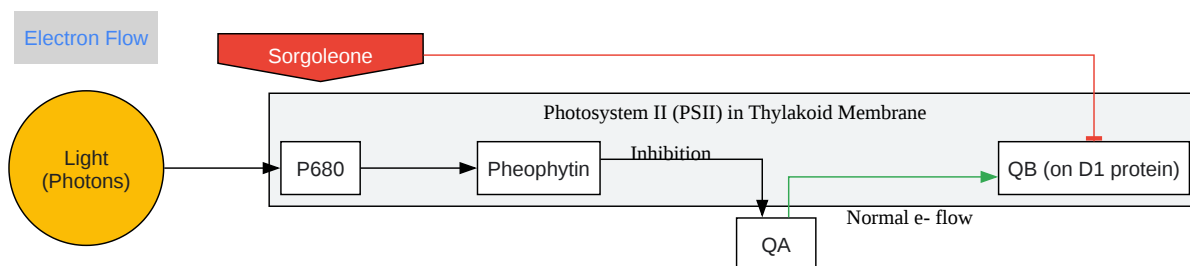 Electron Flow
Sorgoleone
Photosystem II (PSII) in Thylakoid Membrane
Light
(Photons)
P680
Pheophytin
Inhibition
QB (on D1 protein)
Normal e- flow
QA